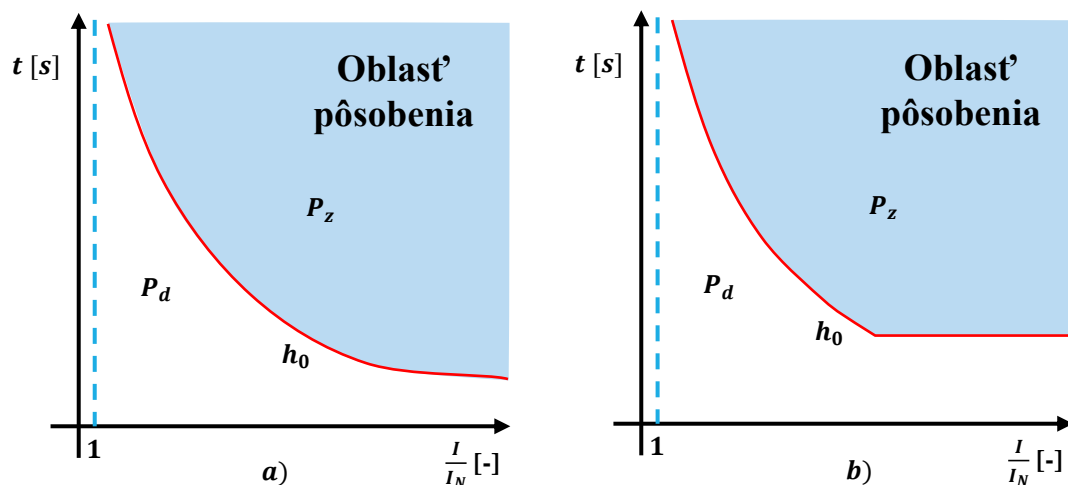 t [s]
Oblasť
pôsobenia
P_z
P_d
h_0
1
I/I_N [-]
a)
t [s]
Oblasť
pôsobenia
P_z
P_d
h_0
1
I/I_N [-]
b)